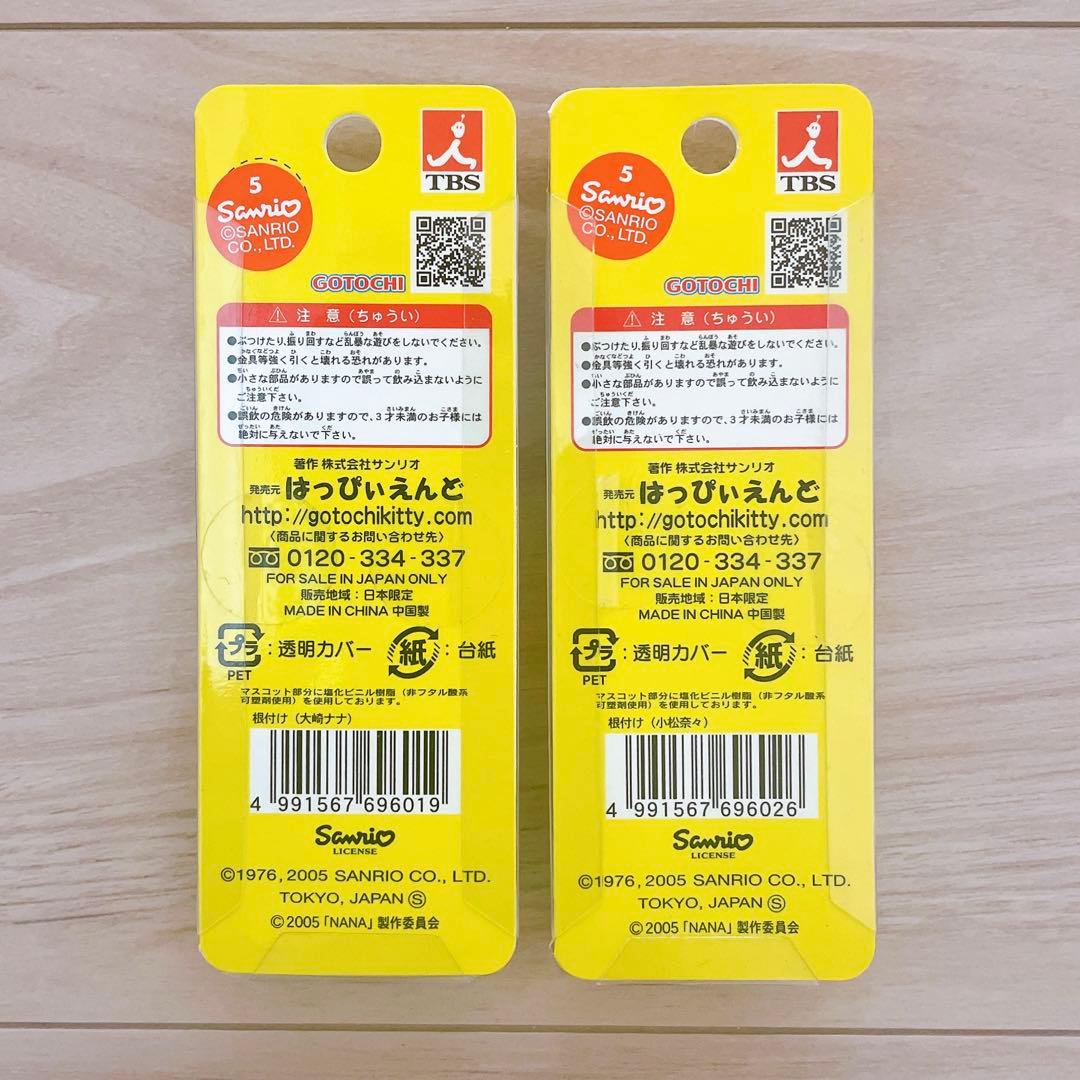 TBS
5
Sanrio
©SANRIO
CO., LTD.
GOTOCHI
⚠ 注 意 (ちゅうい)
●ぶつけたり、振り回すなど乱暴な遊びをしないでください。
●金具等強く引くと壊れる恐れがあります。
●小さな部品がありますので誤って飲み込まないように
ご注意下さい。
●誤飲の危険がありますので、3才未満のお子様には
絶対に与えないで下さい。
著作 株式会社サンリオ
発売元 はっぴぃえんど
http://gotochikitty.com
〈商品に関するお問い合わせ先〉
0120-334-337
FOR SALE IN JAPAN ONLY
販売地域:日本限定
MADE IN CHINA 中国製
プラ:透明カバー 紙:台紙
PET
マスコット部分に塩化ビニル樹脂(非フタル酸系
可塑剤使用)を使用しております。
根付け(大崎ナナ)
4 991567 696019
Sanrio
LICENSE
©1976, 2005 SANRIO CO., LTD.
TOKYO, JAPAN Ⓢ
©2005「NANA」製作委員会
TBS
5
Sanrio
©SANRIO
CO., LTD.
GOTOCHI
⚠ 注 意 (ちゅうい)
●ぶつけたり、振り回すなど乱暴な遊びをしないでください。
●金具等強く引くと壊れる恐れがあります。
●小さな部品がありますので誤って飲み込まないように
ご注意下さい。
●誤飲の危険がありますので、3才未満のお子様には
絶対に与えないで下さい。
著作 株式会社サンリオ
発売元 はっぴぃえんど
http://gotochikitty.com
〈商品に関するお問い合わせ先〉
0120-334-337
FOR SALE IN JAPAN ONLY
販売地域:日本限定
MADE IN CHINA 中国製
プラ:透明カバー 紙:台紙
PET
マスコット部分に塩化ビニル樹脂(非フタル酸系
可塑剤使用)を使用しております。
根付け(小松奈々)
4 991567 696026
Sanrio
LICENSE
©1976, 2005 SANRIO CO., LTD.
TOKYO, JAPAN Ⓢ
©2005「NANA」製作委員会